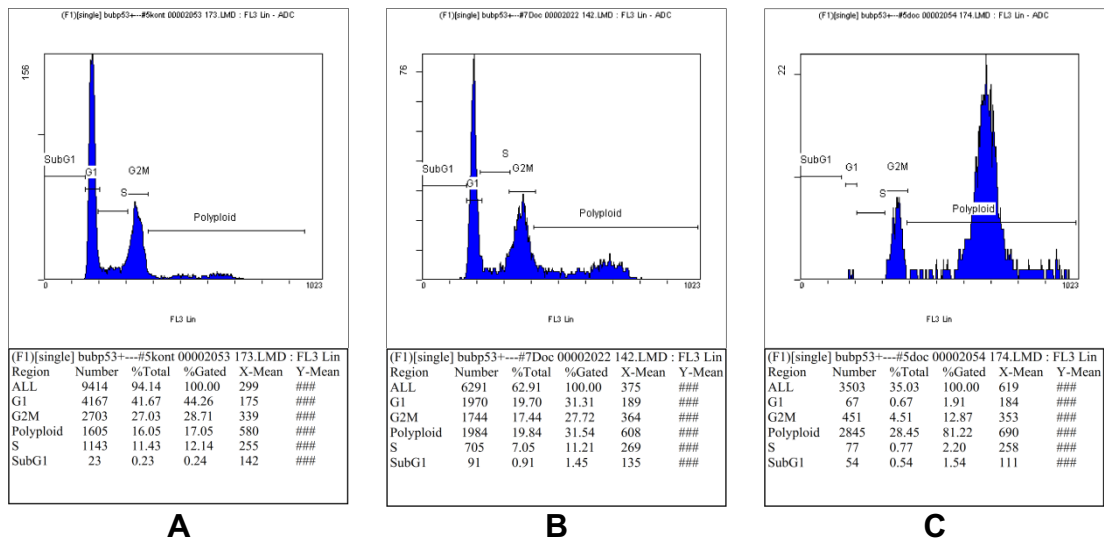 (F1)[single] bubp53+---#5kont 00002053 173.LMD : FL3 Lin - ADC
156
SubG1
G1
S
G2M
Polyploid
0
1023
FL3 Lin
(F1)[single] bubp53+---#5kont 00002053 173.LMD : FL3 Lin
Region Number %Total %Gated X-Mean Y-Mean
ALL 9414 94.14 100.00 299 ###
G1 4167 41.67 44.26 175 ###
G2M 2703 27.03 28.71 339 ###
Polyploid 1605 16.05 17.05 580 ###
S 1143 11.43 12.14 255 ###
SubG1 23 0.23 0.24 142 ###
A
(F1)[single] bubp53+---#7Doc 00002022 142.LMD : FL3 Lin - ADC
76
SubG1
G1
S
G2M
Polyploid
0
1023
FL3 Lin
(F1)[single] bubp53+---#7Doc 00002022 142.LMD : FL3 Lin
Region Number %Total %Gated X-Mean Y-Mean
ALL 6291 62.91 100.00 375 ###
G1 1970 19.70 31.31 189 ###
G2M 1744 17.44 27.72 364 ###
Polyploid 1984 19.84 31.54 608 ###
S 705 7.05 11.21 269 ###
SubG1 91 0.91 1.45 135 ###
B
(F1)[single] bubp53+---#5doc 00002054 174.LMD : FL3 Lin - ADC
22
SubG1
G1
S
G2M
Polyploid
0
1023
FL3 Lin
(F1)[single] bubp53+---#5doc 00002054 174.LMD : FL3 Lin
Region Number %Total %Gated X-Mean Y-Mean
ALL 3503 35.03 100.00 619 ###
G1 67 0.67 1.91 184 ###
G2M 451 4.51 12.87 353 ###
Polyploid 2845 28.45 81.22 690 ###
S 77 0.77 2.20 258 ###
SubG1 54 0.54 1.54 111 ###
C